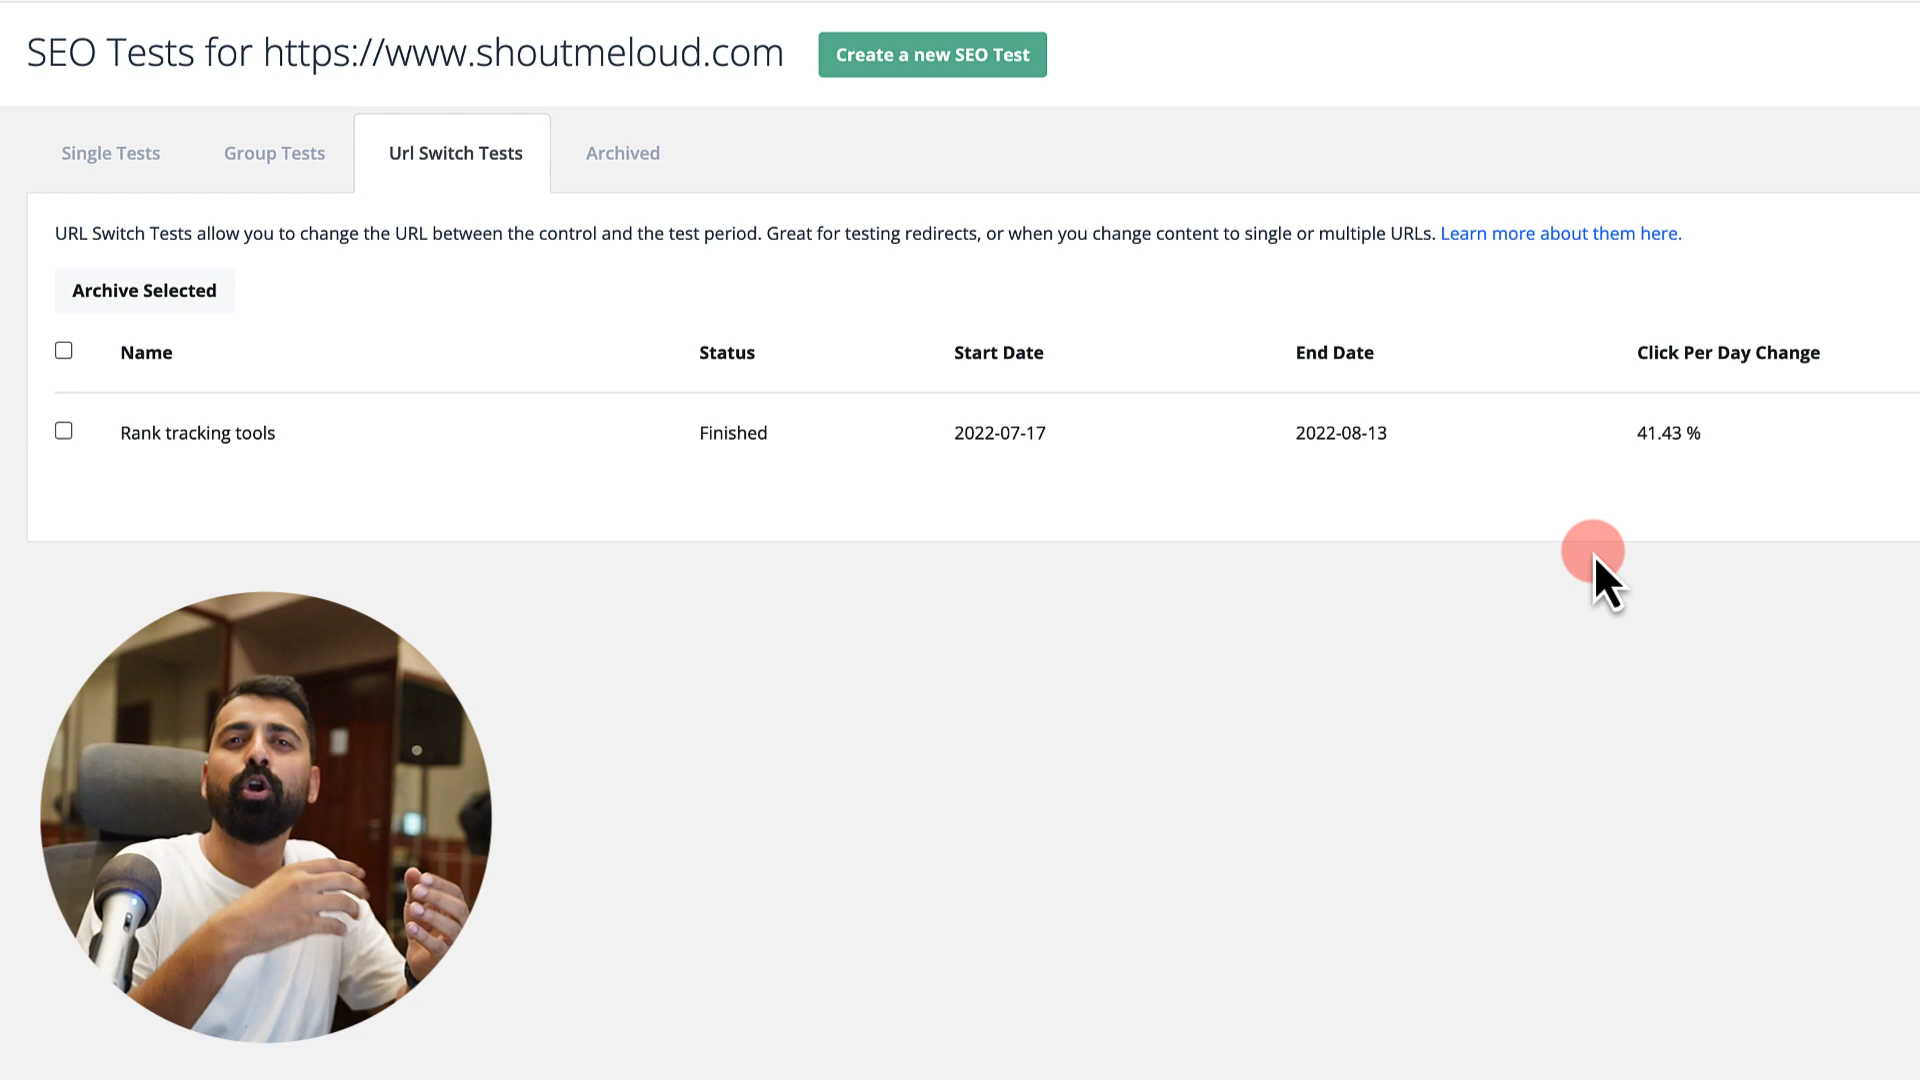 SEO Tests for https://www.shoutmeloud.com
Create a new SEO Test
Single Tests
Group Tests
Url Switch Tests
Archived
URL Switch Tests allow you to change the URL between the control and the test period. Great for testing redirects, or when you change content to single or multiple URLs. Learn more about them here.
Archive Selected
Name Status Start Date End Date Click Per Day Change
Rank tracking tools Finished 2022-07-17 2022-08-13 41.43 %